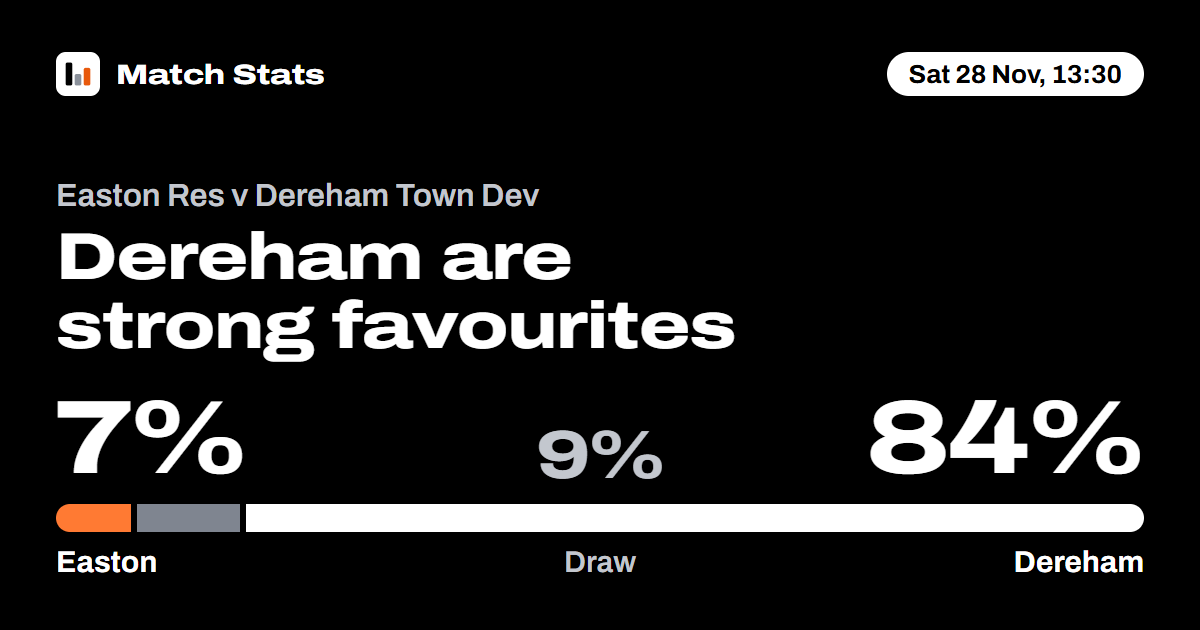 Match Stats
Sat 28 Nov, 13:30
Easton Res v Dereham Town Dev
Dereham are
strong favourites
7%
9%
84%
Easton
Draw
Dereham